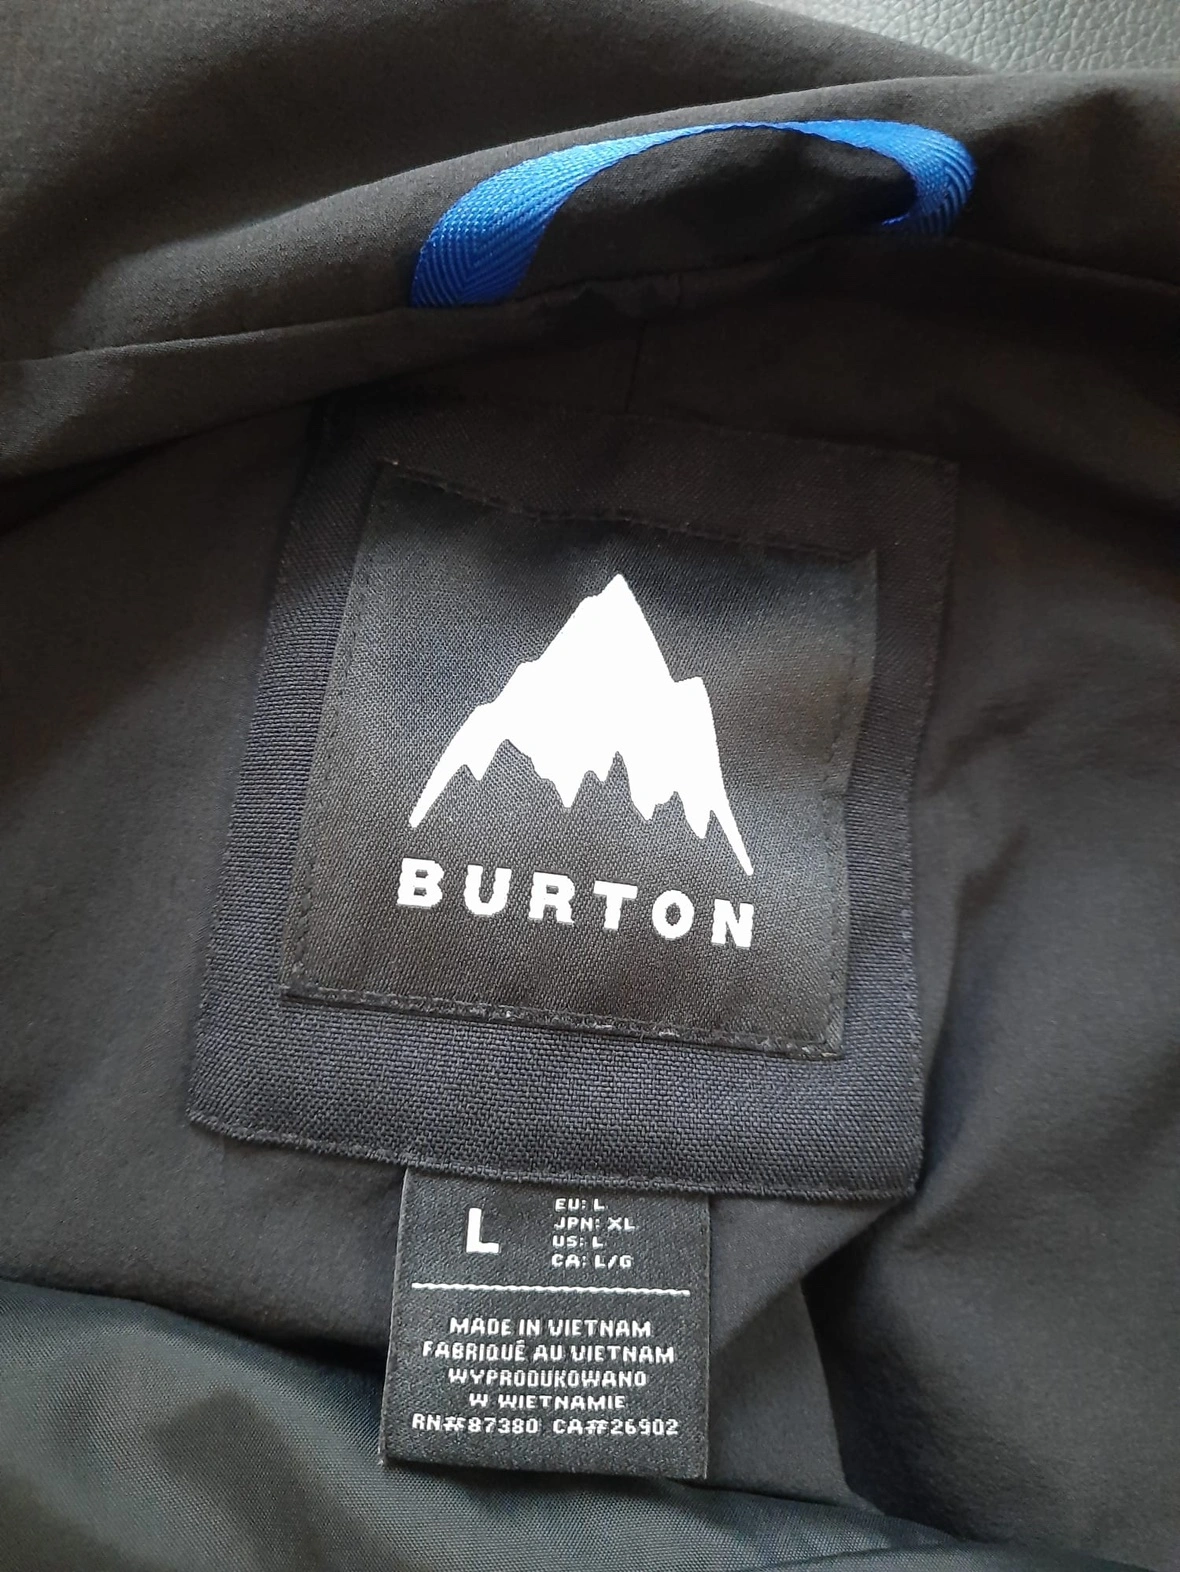 BURTON
L
EU: L
JPN: XL
US: L
CA: L/G
MADE IN VIETNAM
FABRIQUÉ AU VIETNAM
WYPRODUKOWANO
W WIETNAMIE
RN#87380 CA#26902